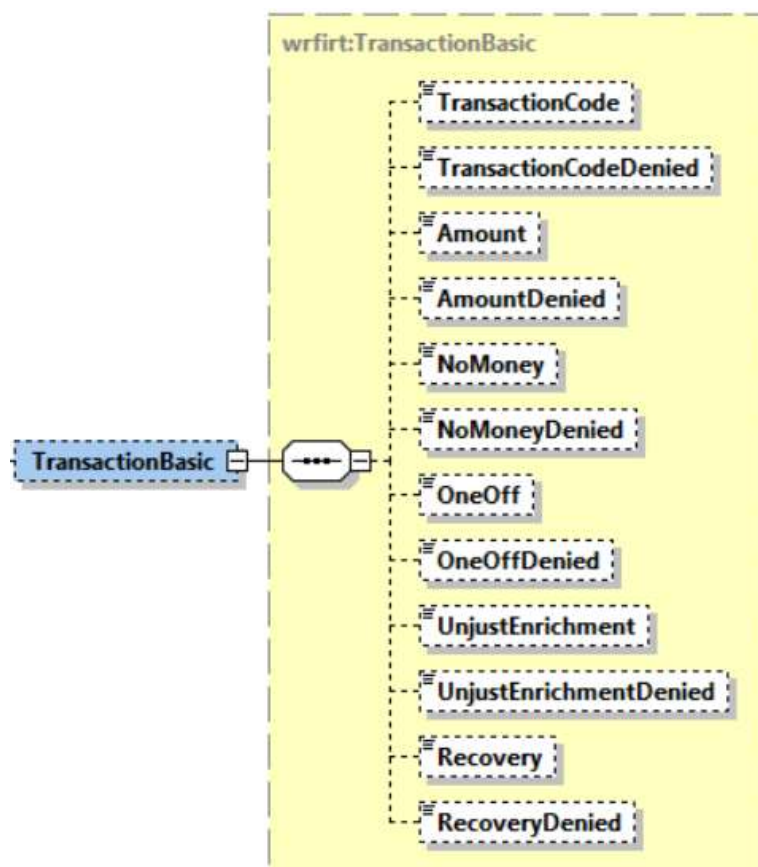 wrfirt:TransactionBasic
TransactionCode
TransactionCodeDenied
Amount
AmountDenied
NoMoney
NoMoneyDenied
TransactionBasic
OneOff
OneOffDenied
UnjustEnrichment
UnjustEnrichmentDenied
Recovery
RecoveryDenied